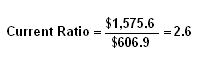 Current Ratio = $1,575.6 / $606.9 = 2.6